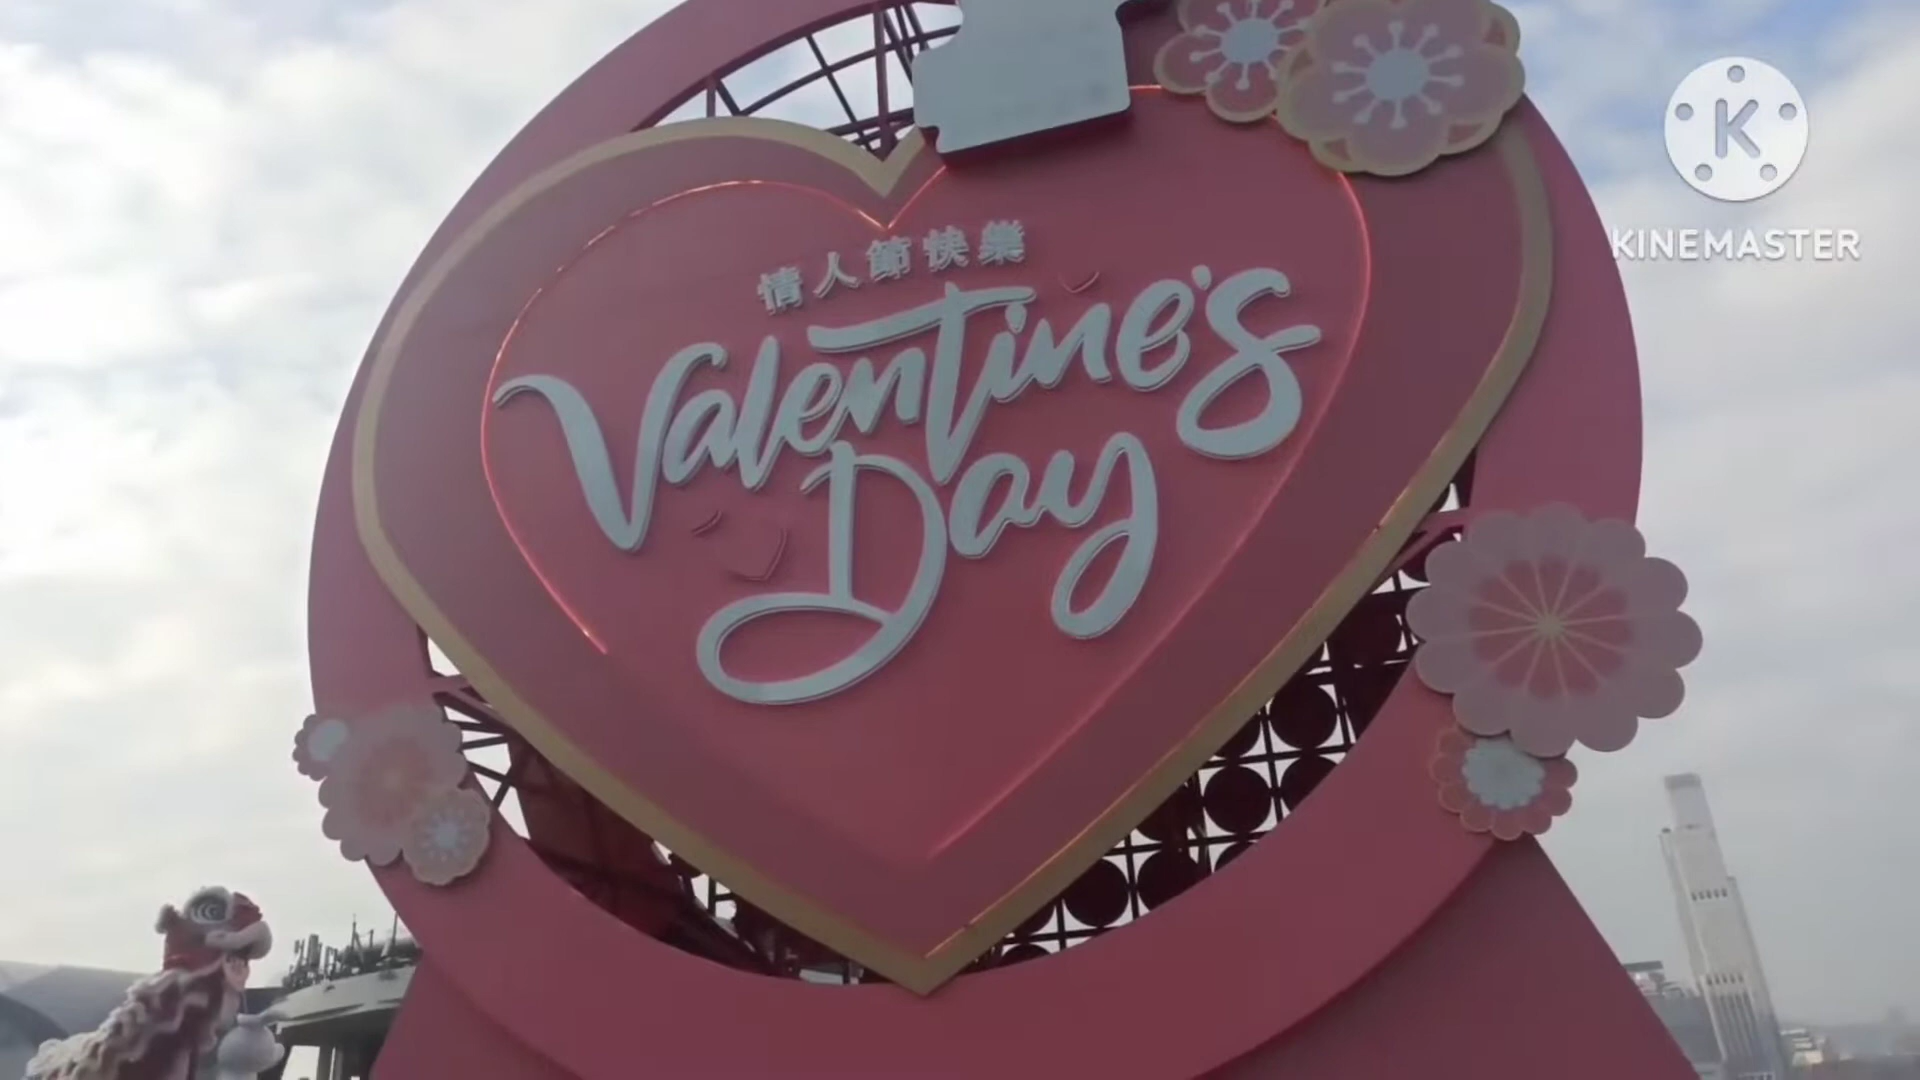 情人節快樂
Valentine's
Day
K
KINEMASTER